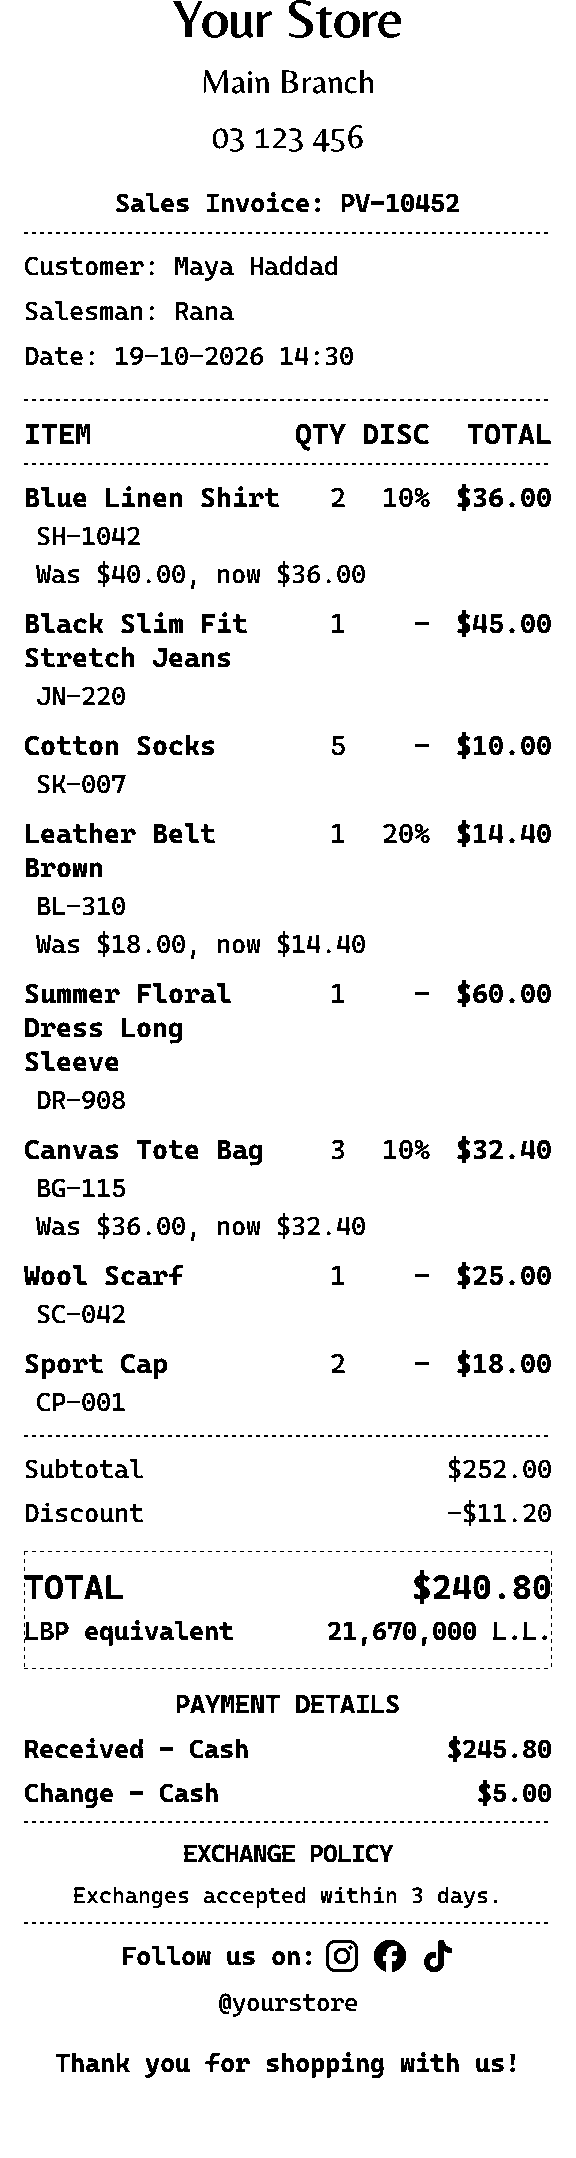 Your Store
Main Branch
03 123 456
Sales Invoice: PV-10452
Customer: Maya Haddad
Salesman: Rana
Date: 19-10-2026 14:30
ITEM QTY DISC TOTAL
Blue Linen Shirt 2 10% $36.00
SH-1042
Was $40.00, now $36.00
Black Slim Fit 1 - $45.00
Stretch Jeans
JN-220
Cotton Socks 5 - $10.00
SK-007
Leather Belt 1 20% $14.40
Brown
BL-310
Was $18.00, now $14.40
Summer Floral 1 - $60.00
Dress Long
Sleeve
DR-908
Canvas Tote Bag 3 10% $32.40
BG-115
Was $36.00, now $32.40
Wool Scarf 1 - $25.00
SC-042
Sport Cap 2 - $18.00
CP-001
Subtotal $252.00
Discount -$11.20
TOTAL $240.80
LBP equivalent 21,670,000 L.L.
PAYMENT DETAILS
Received - Cash $245.80
Change - Cash $5.00
EXCHANGE POLICY
Exchanges accepted within 3 days.
Follow us on:
@yourstore
Thank you for shopping with us!